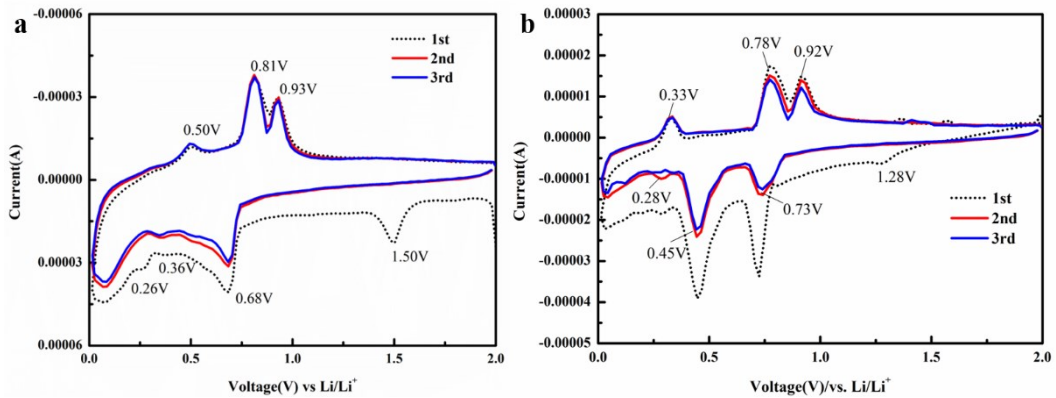 a
-0.00006
-0.00003
0.00000
0.00003
0.00006
Current(A)
1st
2nd
3rd
0.81V
0.93V
0.50V
1.50V
0.36V
0.26V
0.68V
0.0 0.5 1.0 1.5 2.0
Voltage(V) vs Li/Li⁺
b
0.00003
0.00002
0.00001
0.00000
-0.00001
-0.00002
-0.00003
-0.00004
-0.00005
Current(A)
0.78V
0.92V
0.33V
1.28V
0.28V
0.73V
0.45V
1st
2nd
3rd
0.0 0.5 1.0 1.5 2.0
Voltage(V)/vs. Li/Li⁺